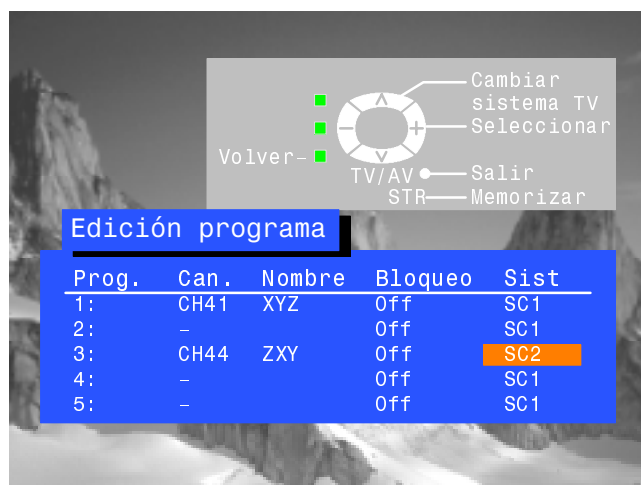 Cambiar
sistema TV
Seleccionar
Volver
TV/AV Salir
STR Memorizar
Edición programa
Prog. Can. Nombre Bloqueo Sist
1: CH41 XYZ Off SC1
2: – Off SC1
3: CH44 ZXY Off SC2
4: – Off SC1
5: – Off SC1